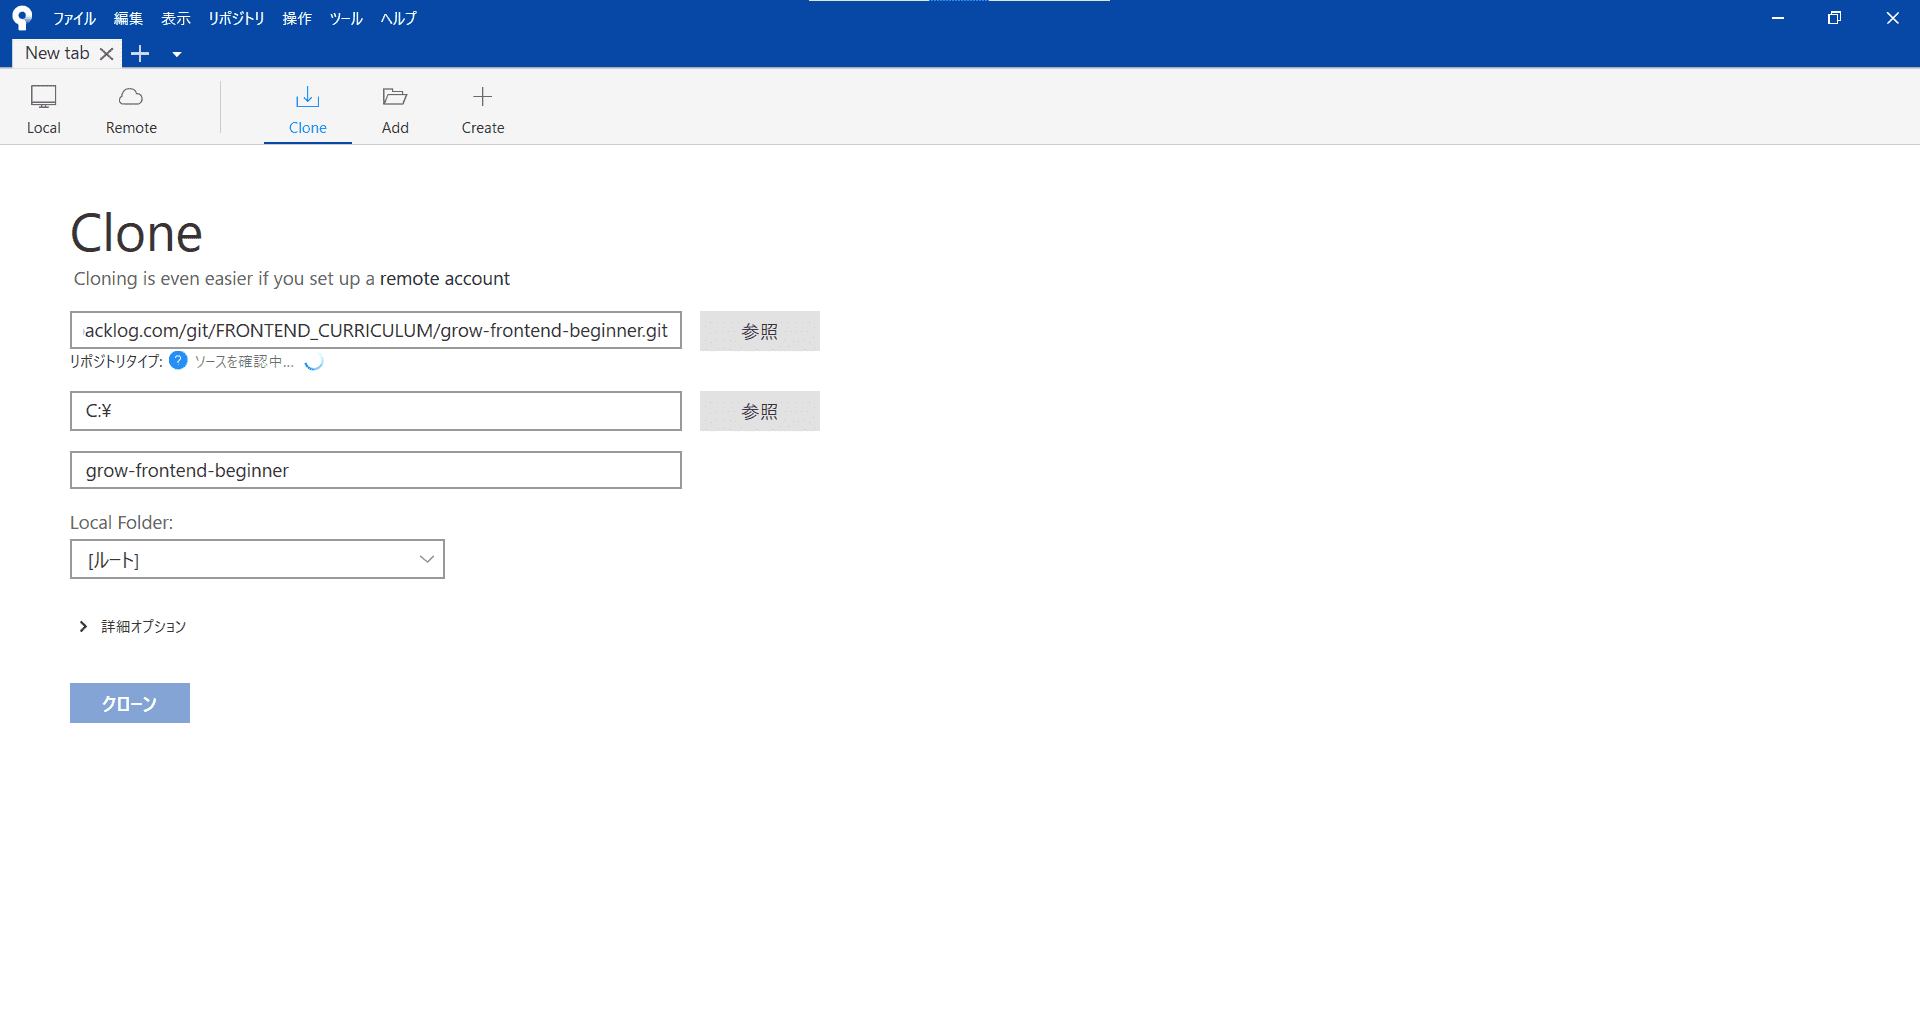 ファイル 編集 表示 リポジトリ 操作 ツール ヘルプ
New tab
Local Remote Clone Add Create
Clone
Cloning is even easier if you set up a remote account
acklog.com/git/FRONTEND_CURRICULUM/grow-frontend-beginner.git 参照
リポジトリタイプ: ? ソースを確認中...
C:¥ 参照
grow-frontend-beginner
Local Folder:
[ルート]
詳細オプション
クローン